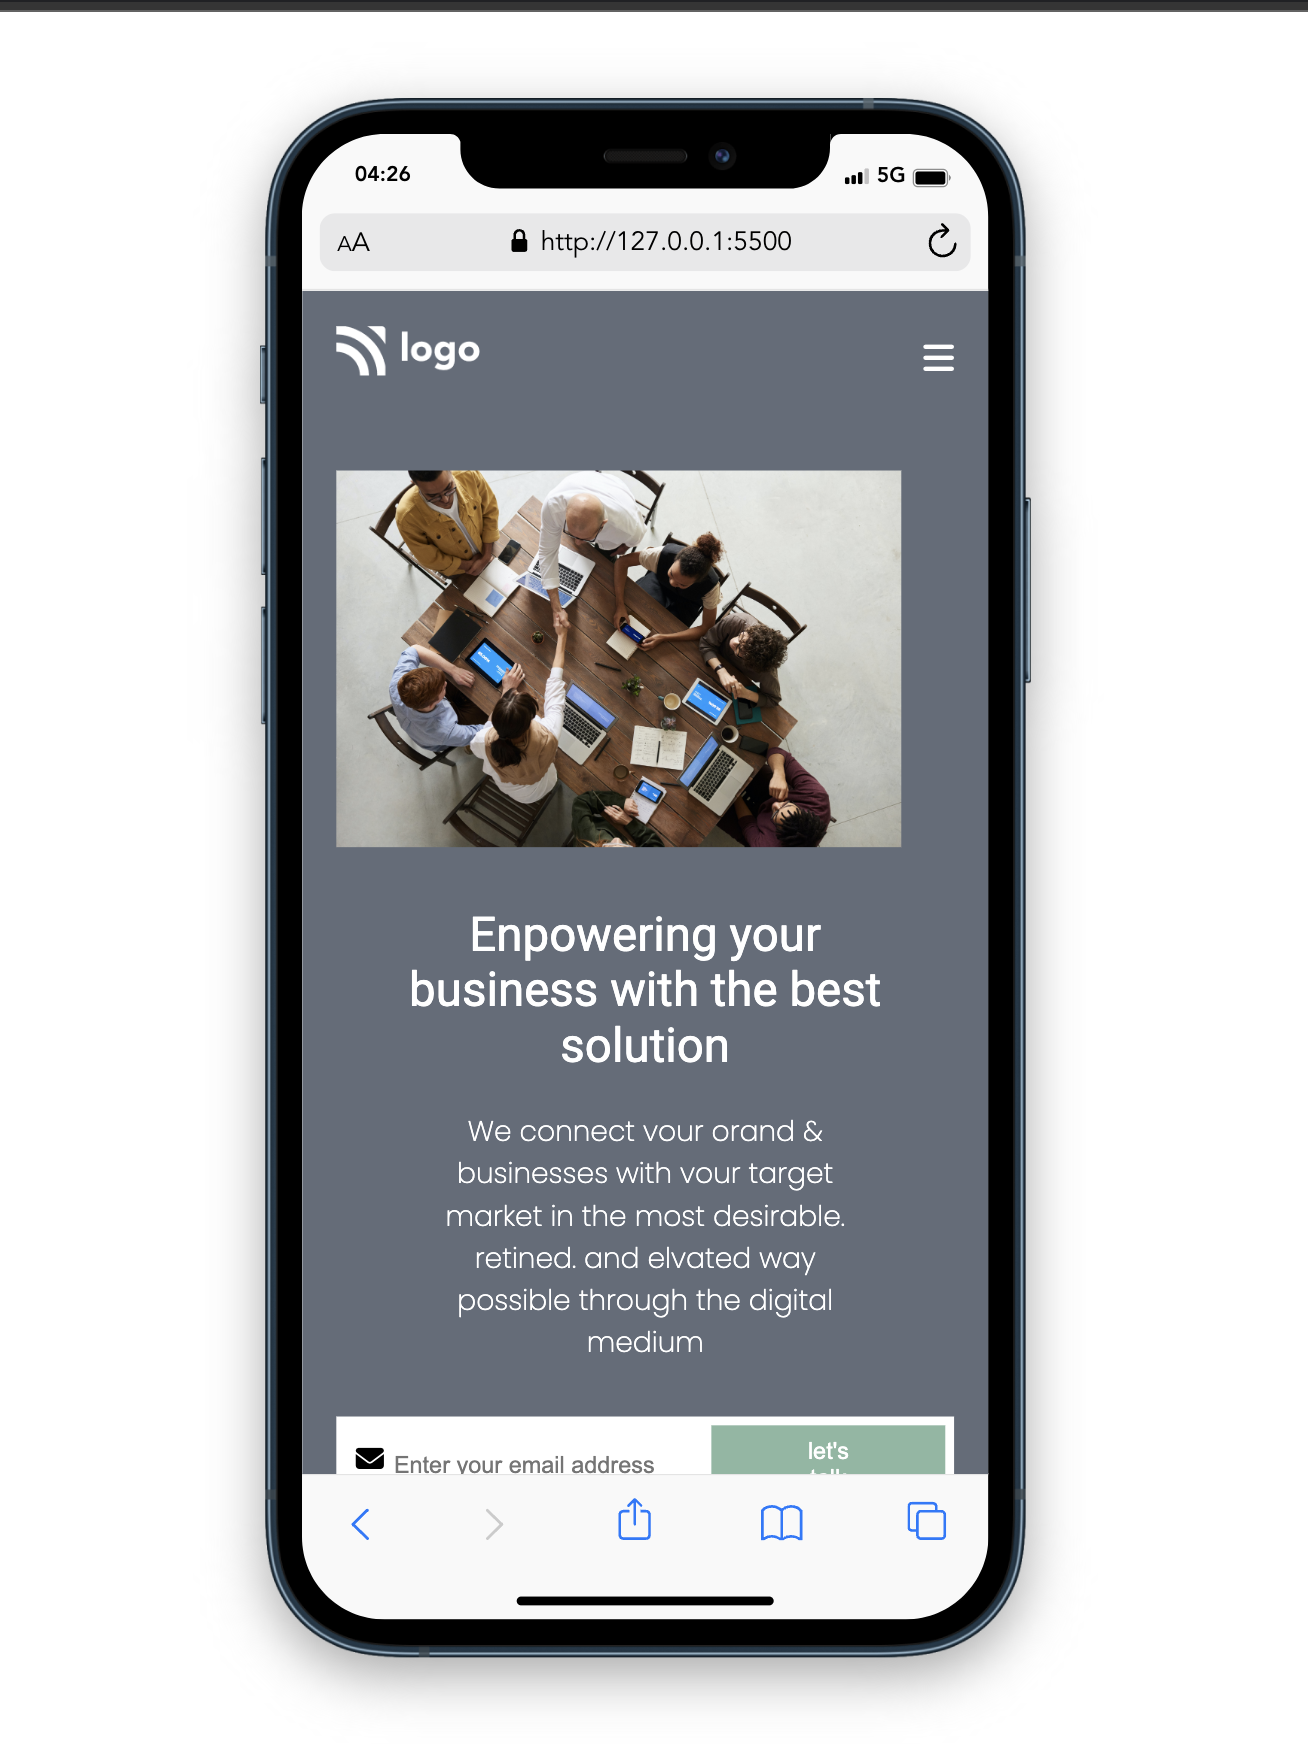 04:26
5G
AA
http://127.0.0.1:5500
logo
Enpowering your
business with the best
solution
We connect vour orand &
businesses with vour target
market in the most desirable.
retined. and elvated way
possible through the digital
medium
Enter your email address
let's
talk